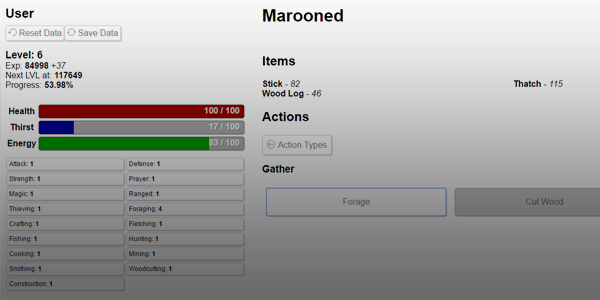 User
Reset Data Save Data
Level: 6
Exp: 84998 +37
Next LVL at: 117649
Progress: 53.98%
Health 100 / 100
Thirst 17 / 100
Energy 83 / 100
Attack: 1 Defense: 1
Strength: 1 Prayer: 1
Magic: 1 Ranged: 1
Thieving: 1 Foraging: 4
Crafting: 1 Fletching: 1
Fishing: 1 Hunting: 1
Cooking: 1 Mining: 1
Smithing: 1 Woodcutting: 1
Construction: 1
Marooned
Items
Stick - 82 Thatch - 115
Wood Log - 46
Actions
Action Types
Gather
Forage Cut Wood